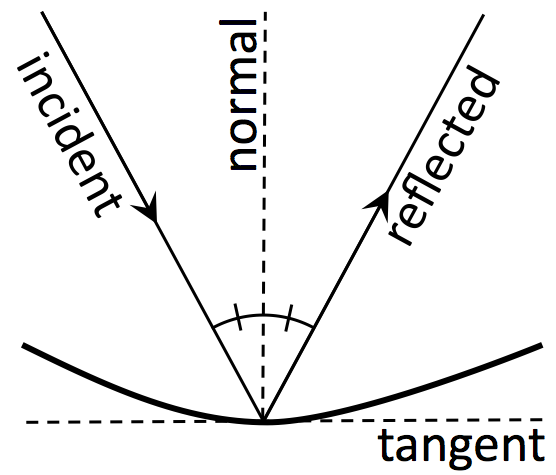 incident
normal
reflected
tangent